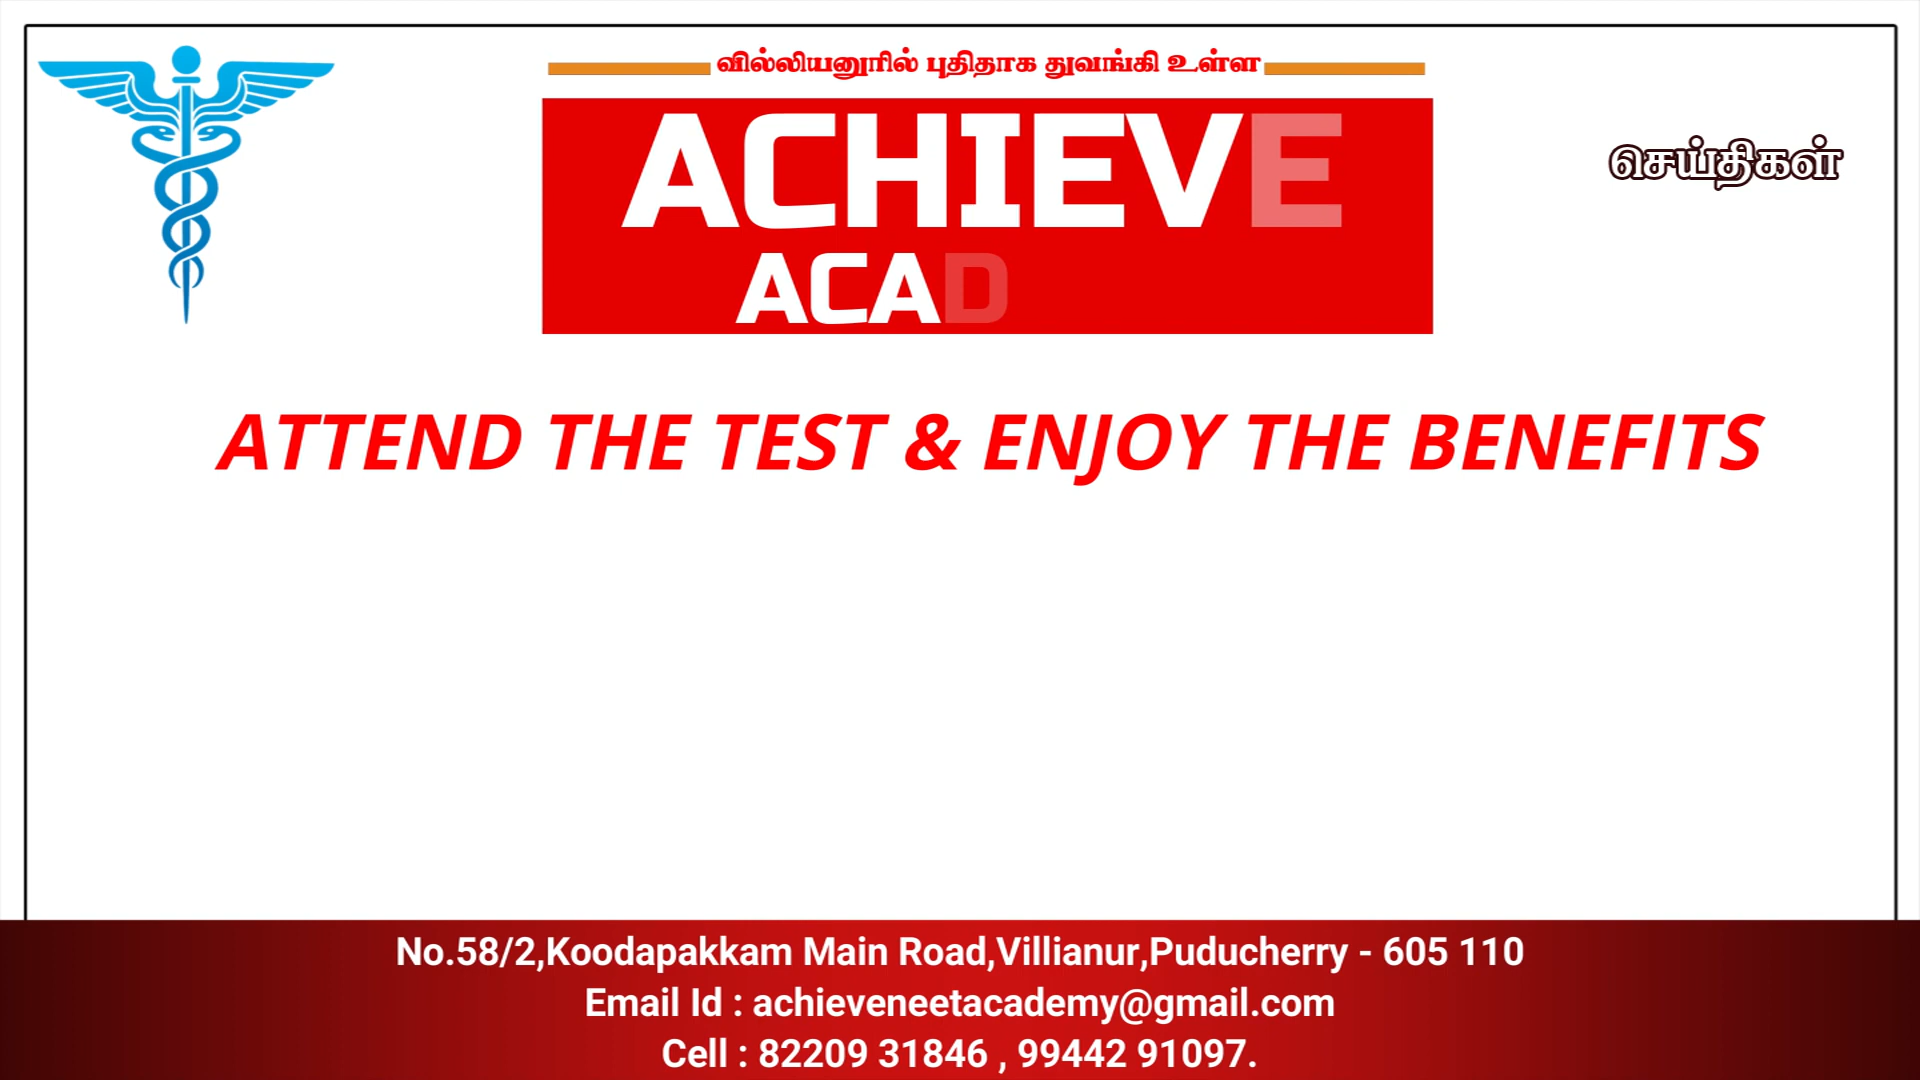 வில்லியனூரில் புதிதாக துவங்கி உள்ள
ACHIEVE
ACAD
செய்திகள்
ATTEND THE TEST & ENJOY THE BENEFITS
No.58/2,Koodapakkam Main Road,Villianur,Puducherry - 605 110
Email Id : achieveneetacademy@gmail.com
Cell : 82209 31846 , 99442 91097.